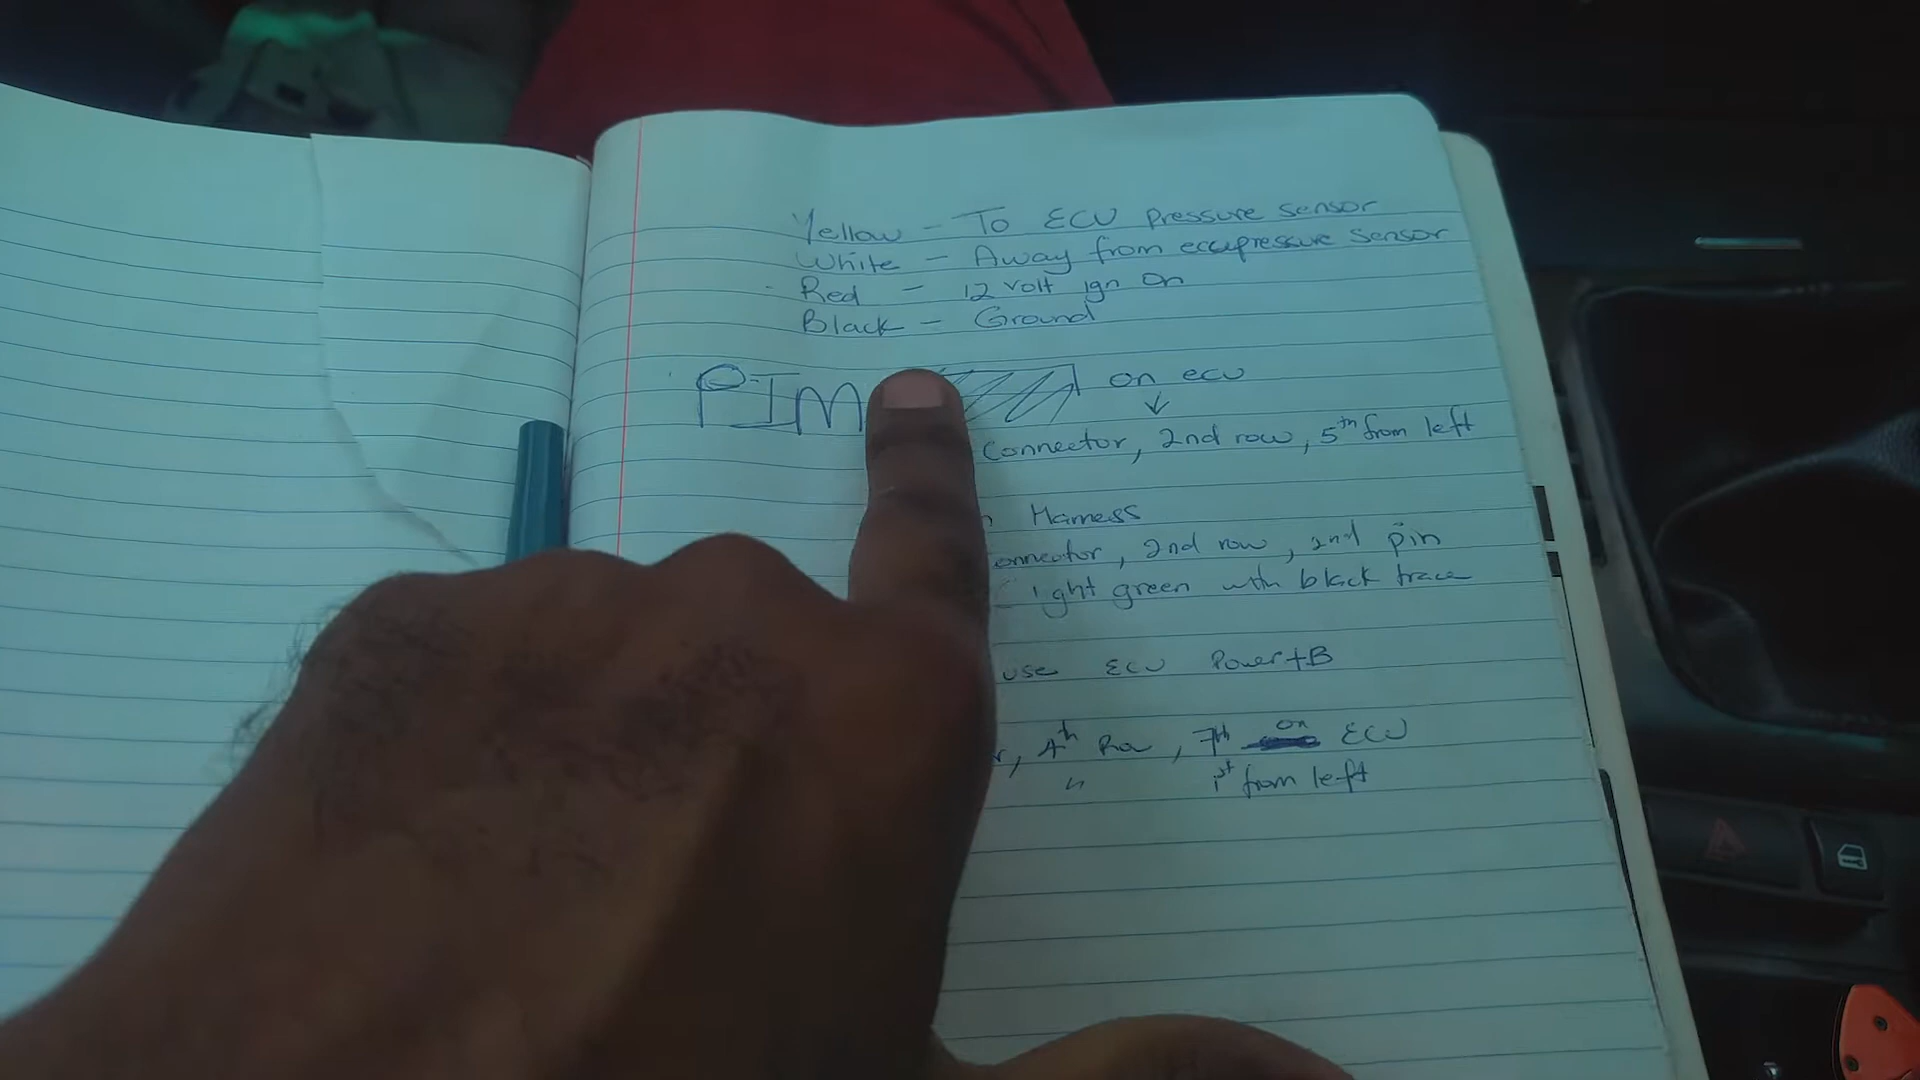 Yellow - To ECU pressure sensor
White - Away from ecu pressure sensor
Red - 12 volt ign on
Black - Ground
PIM on ecu
Connector, 2nd row, 5th from left
Harness
2nd row, 2nd pin
green with black trace
use ECU Power +B
4th Row, 7th on ECU
" 1st from left